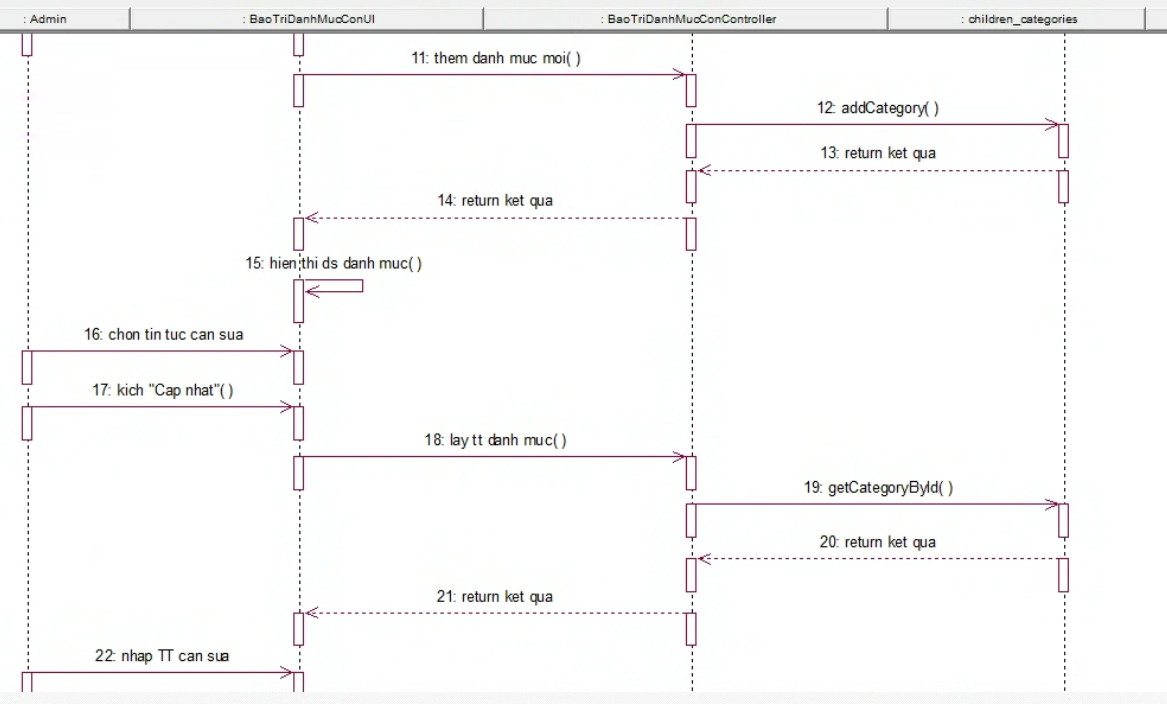 : Admin
: BaoTriDanhMucConUI
: BaoTriDanhMucConController
: children_categories
11: them danh muc moi( )
12: addCategory( )
13: return ket qua
14: return ket qua
15: hien thi ds danh muc( )
16: chon tin tuc can sua
17: kich "Cap nhat"( )
18: lay tt danh muc( )
19: getCategoryById( )
20: return ket qua
21: return ket qua
22: nhap TT can sua